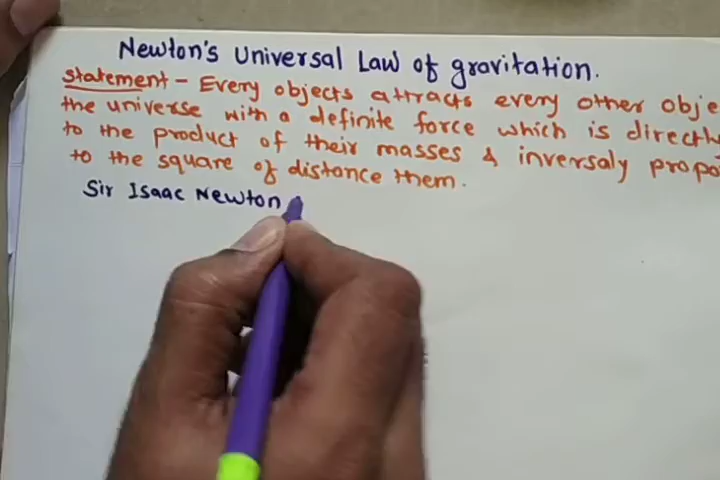 Newton's Universal Law of gravitation.
Statement - Every objects attracts every other obje
the universe with a definite force which is directl
to the product of their masses & inversaly propo
to the square of distance them.
Sir Isaac Newton